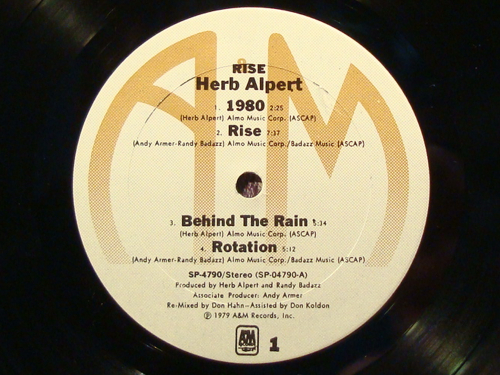 RISE
Herb Alpert
1. 1980 2:25
(Herb Alpert) Almo Music Corp. (ASCAP)
2. Rise 7:37
(Andy Armer-Randy Badazz) Almo Music Corp./Badazz Music (ASCAP)
3. Behind The Rain 5:34
(Herb Alpert) Almo Music Corp. (ASCAP)
4. Rotation 5:12
(Andy Armer-Randy Badazz) Almo Music Corp./Badazz Music (ASCAP)
SP-4790/Stereo (SP-04790-A)
Produced by Herb Alpert and Randy Badazz
Associate Producer: Andy Armer
Re-Mixed by Don Hahn-Assisted by Don Koldon
℗ 1979 A&M Records, Inc.
A&M RECORDS 1